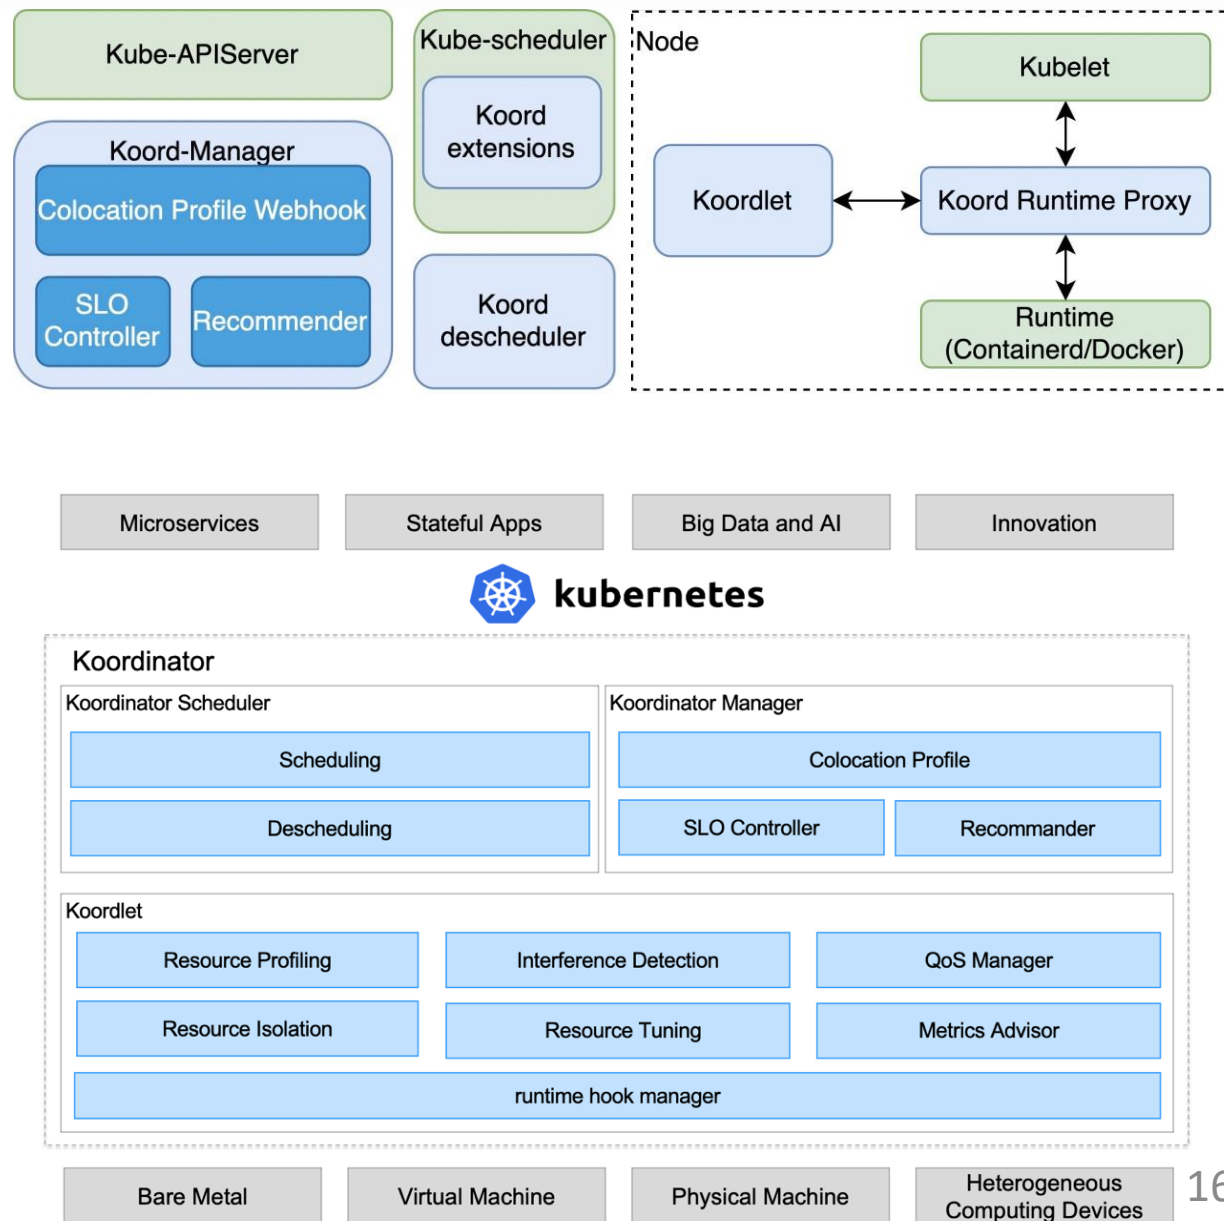 Kube-APIServer
Koord-Manager
Colocation Profile Webhook
SLO
Controller
Recommender
Kube-scheduler
Koord
extensions
Koord
descheduler
Node
Kubelet
Koordlet
Koord Runtime Proxy
Runtime
(Containerd/Docker)
Microservices
Stateful Apps
Big Data and AI
Innovation
kubernetes
Koordinator
Koordinator Scheduler
Scheduling
Descheduling
Koordinator Manager
Colocation Profile
SLO Controller
Recommander
Koordlet
Resource Profiling
Interference Detection
QoS Manager
Resource Isolation
Resource Tuning
Metrics Advisor
runtime hook manager
Bare Metal
Virtual Machine
Physical Machine
Heterogeneous
Computing Devices
16